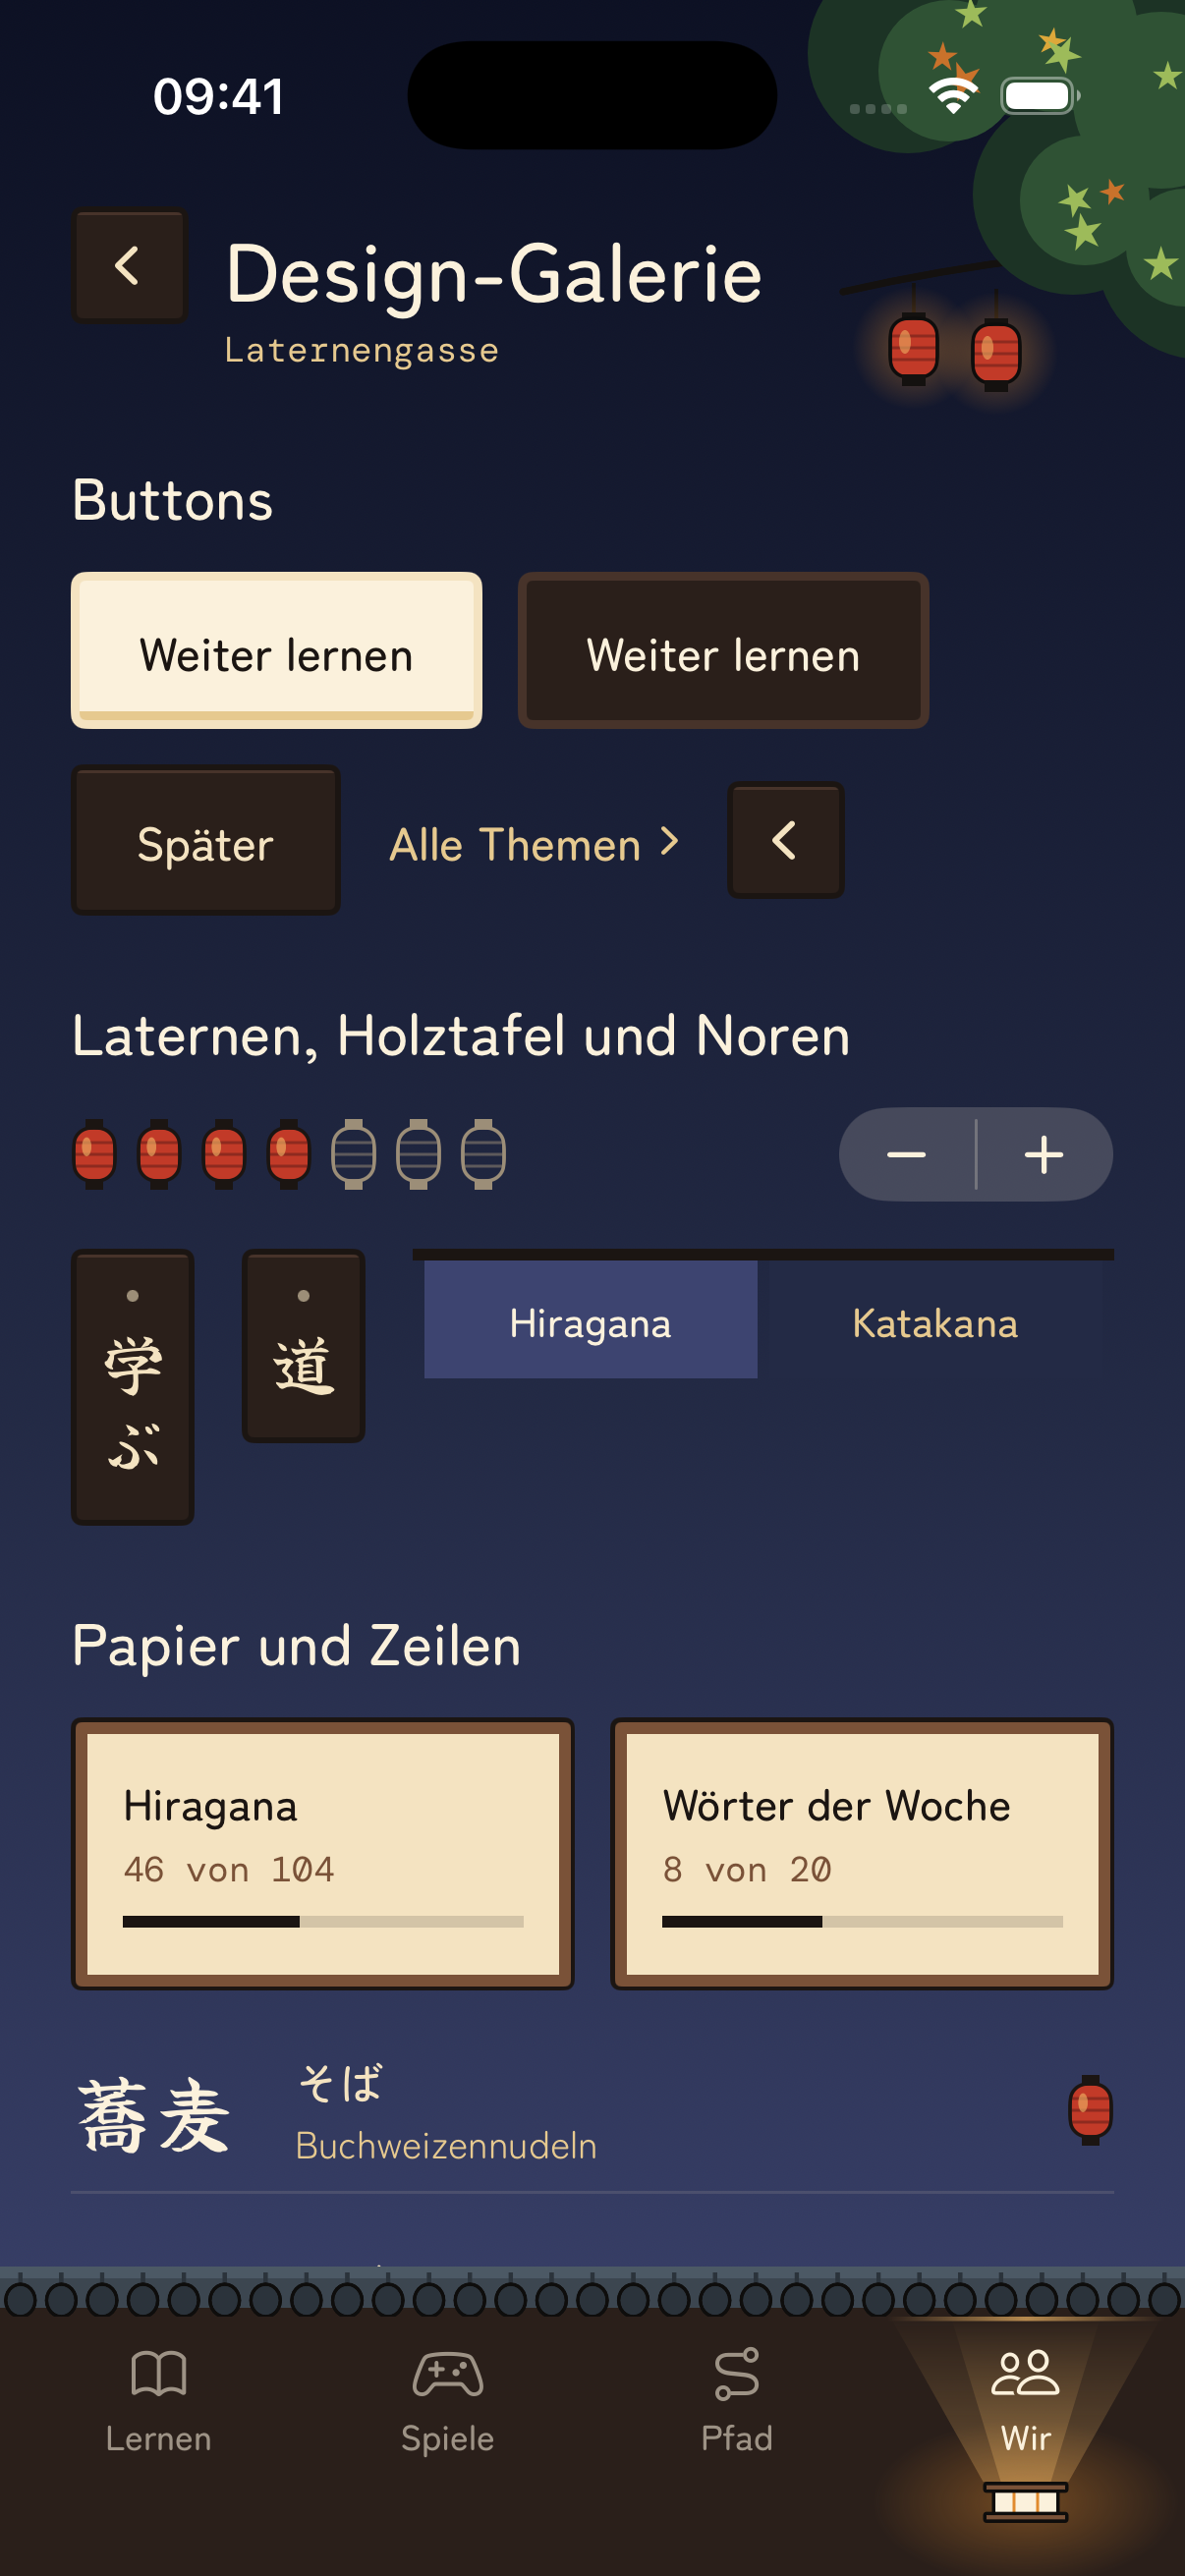 09:41
Design-Galerie
Laternengasse
Buttons
Weiter lernen
Weiter lernen
Später
Alle Themen
Laternen, Holztafel und Noren
学ぶ
道
Hiragana
Katakana
Papier und Zeilen
Hiragana
46 von 104
Wörter der Woche
8 von 20
蕎麦
そば
Buchweizennudeln
Lernen
Spiele
Pfad
Wir